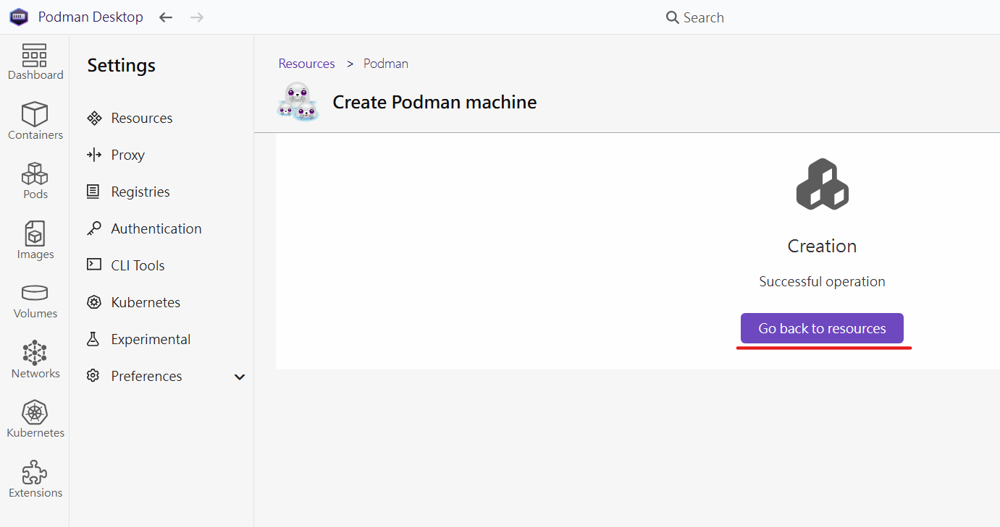 Podman Desktop
Search
Dashboard
Containers
Pods
Images
Volumes
Networks
Kubernetes
Extensions
Settings
Resources
Proxy
Registries
Authentication
CLI Tools
Kubernetes
Experimental
Preferences
Resources > Podman
Create Podman machine
Creation
Successful operation
Go back to resources